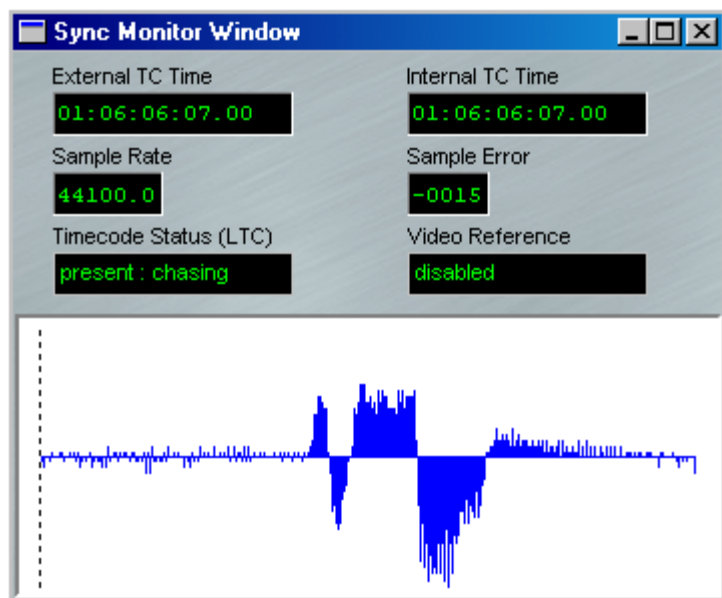 Sync Monitor Window
External TC Time
Internal TC Time
01:06:06:07.00
01:06:06:07.00
Sample Rate
Sample Error
44100.0
-0015
Timecode Status (LTC)
Video Reference
present : chasing
disabled